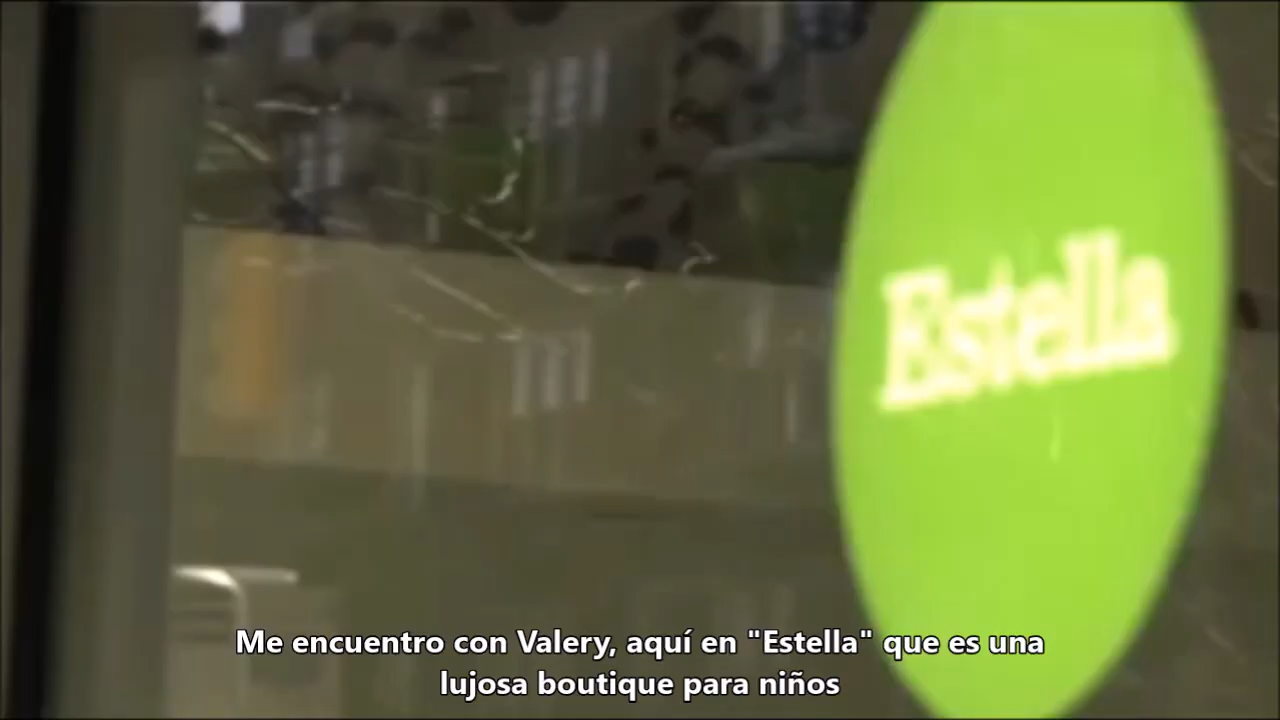 Estella
Me encuentro con Valery, aquí en "Estella" que es una
lujosa boutique para niños